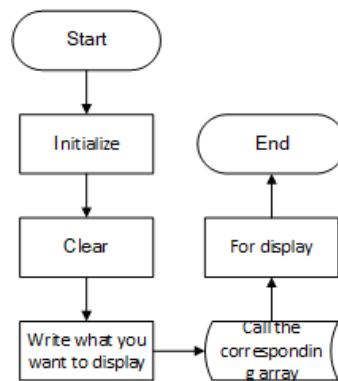 Start
Initialize
Clear
Write what you
want to display
Call the
correspondin
g array
For display
End